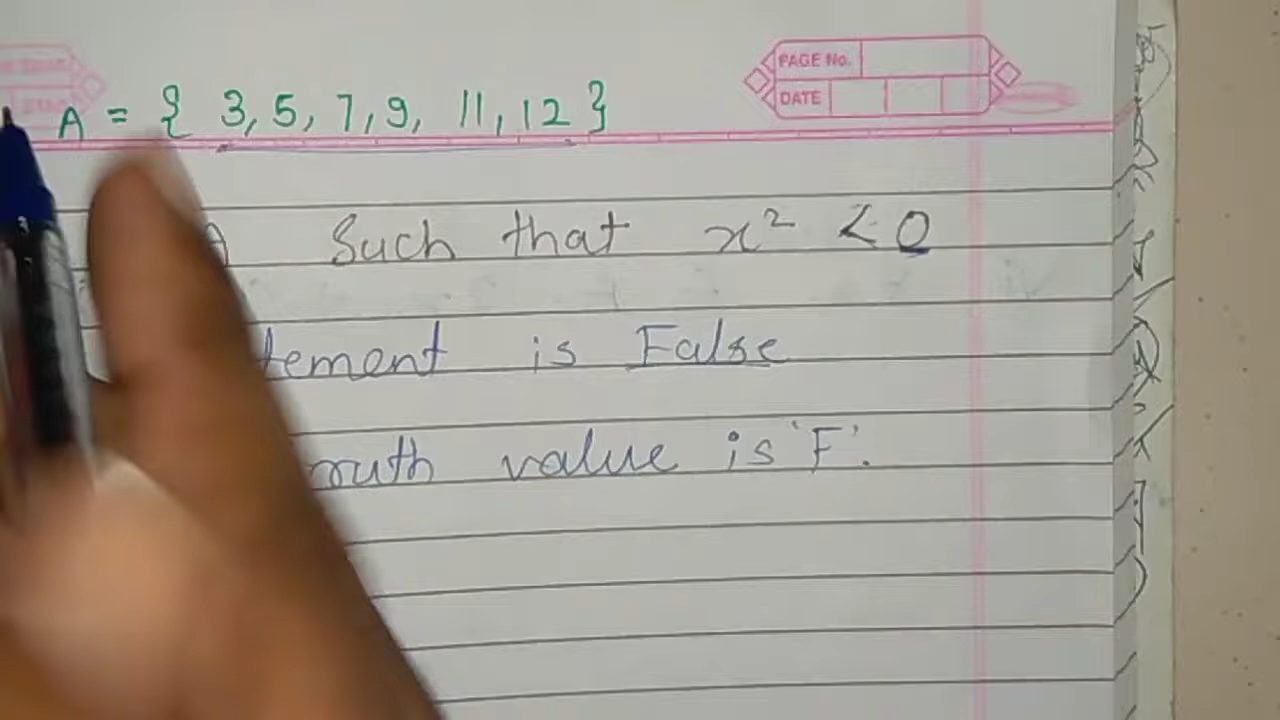 PAGE No.
DATE
A = { 3, 5, 7, 9, 11, 12 }
A Such that x² < 0
tement is False
ruth value is 'F'.